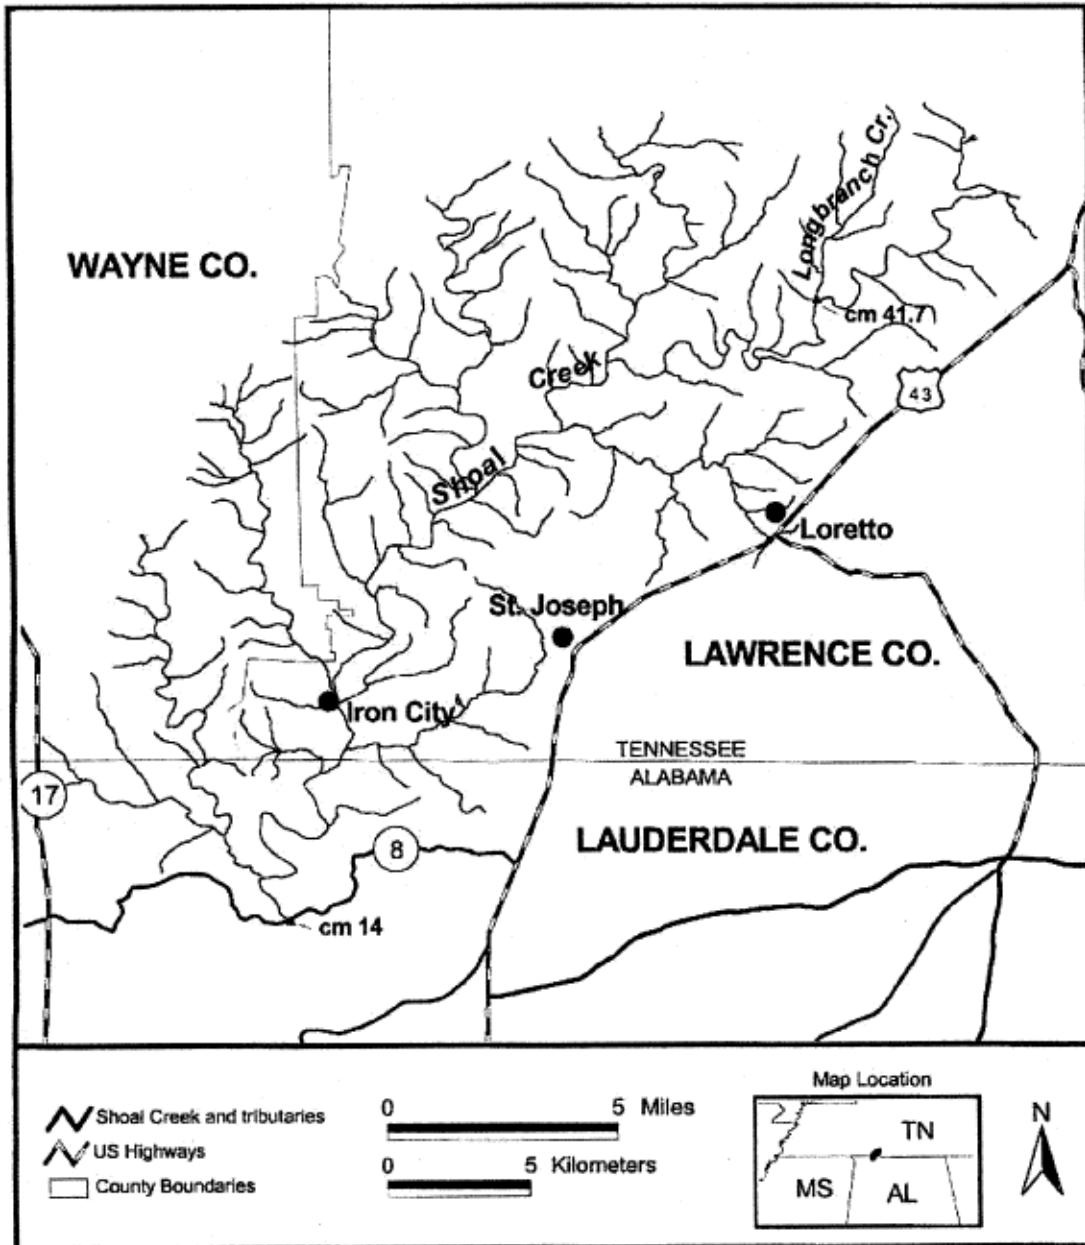 Longbranch Cr.
WAYNE CO.
cm 41.7
Creek
43
Shoal
Loretto
St. Joseph
LAWRENCE CO.
Iron City
TENNESSEE
ALABAMA
17
LAUDERDALE CO.
8
cm 14
Map Location
Shoal Creek and tributaries
0 5 Miles
US Highways
0 5 Kilometers
County Boundaries
TN
MS AL
N